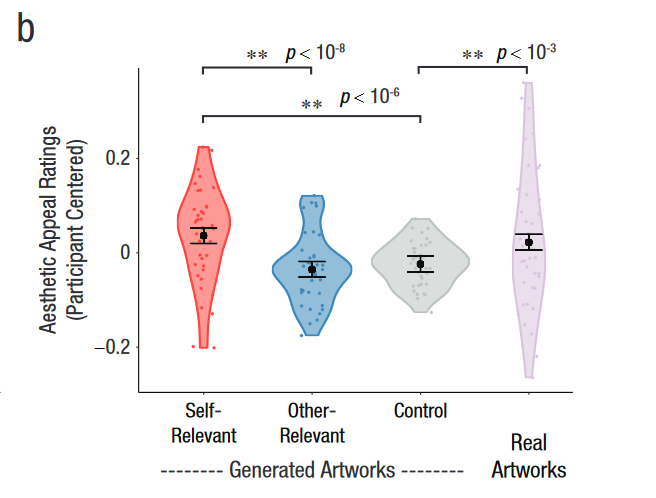 b
** p < 10-8
** p < 10-3
** p < 10-6
Aesthetic Appeal Ratings
(Participant Centered)
0.2
0
−0.2
Self-
Relevant
Other-
Relevant
Control
Real
Artworks
-------- Generated Artworks --------